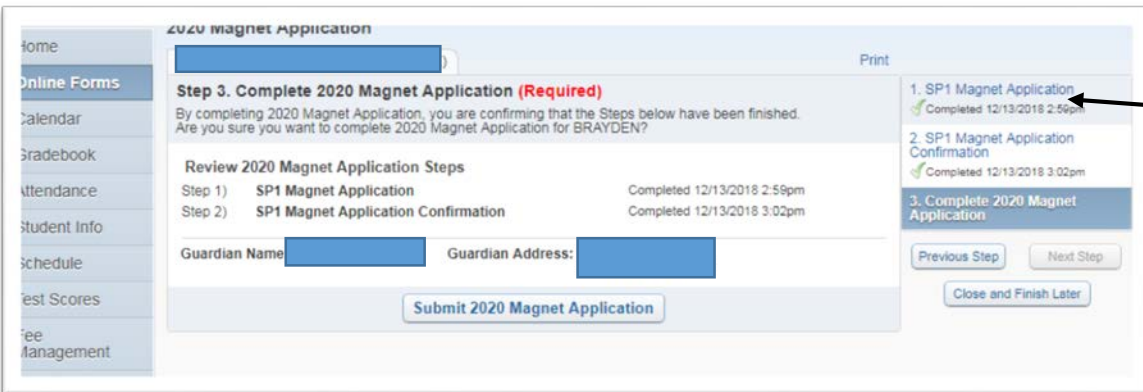 2020 Magnet Application
Home
Online Forms
Calendar
Gradebook
Attendance
Student Info
Schedule
Test Scores
Fee
Management
)
Print
Step 3. Complete 2020 Magnet Application (Required)
By completing 2020 Magnet Application, you are confirming that the Steps below have been finished.
Are you sure you want to complete 2020 Magnet Application for BRAYDEN?
Review 2020 Magnet Application Steps
Step 1) SP1 Magnet Application Completed 12/13/2018 2:59pm
Step 2) SP1 Magnet Application Confirmation Completed 12/13/2018 3:02pm
Guardian Name Guardian Address:
Submit 2020 Magnet Application
1. SP1 Magnet Application
Completed 12/13/2018 2:59pm
2. SP1 Magnet Application
Confirmation
Completed 12/13/2018 3:02pm
3. Complete 2020 Magnet
Application
Previous Step Next Step
Close and Finish Later